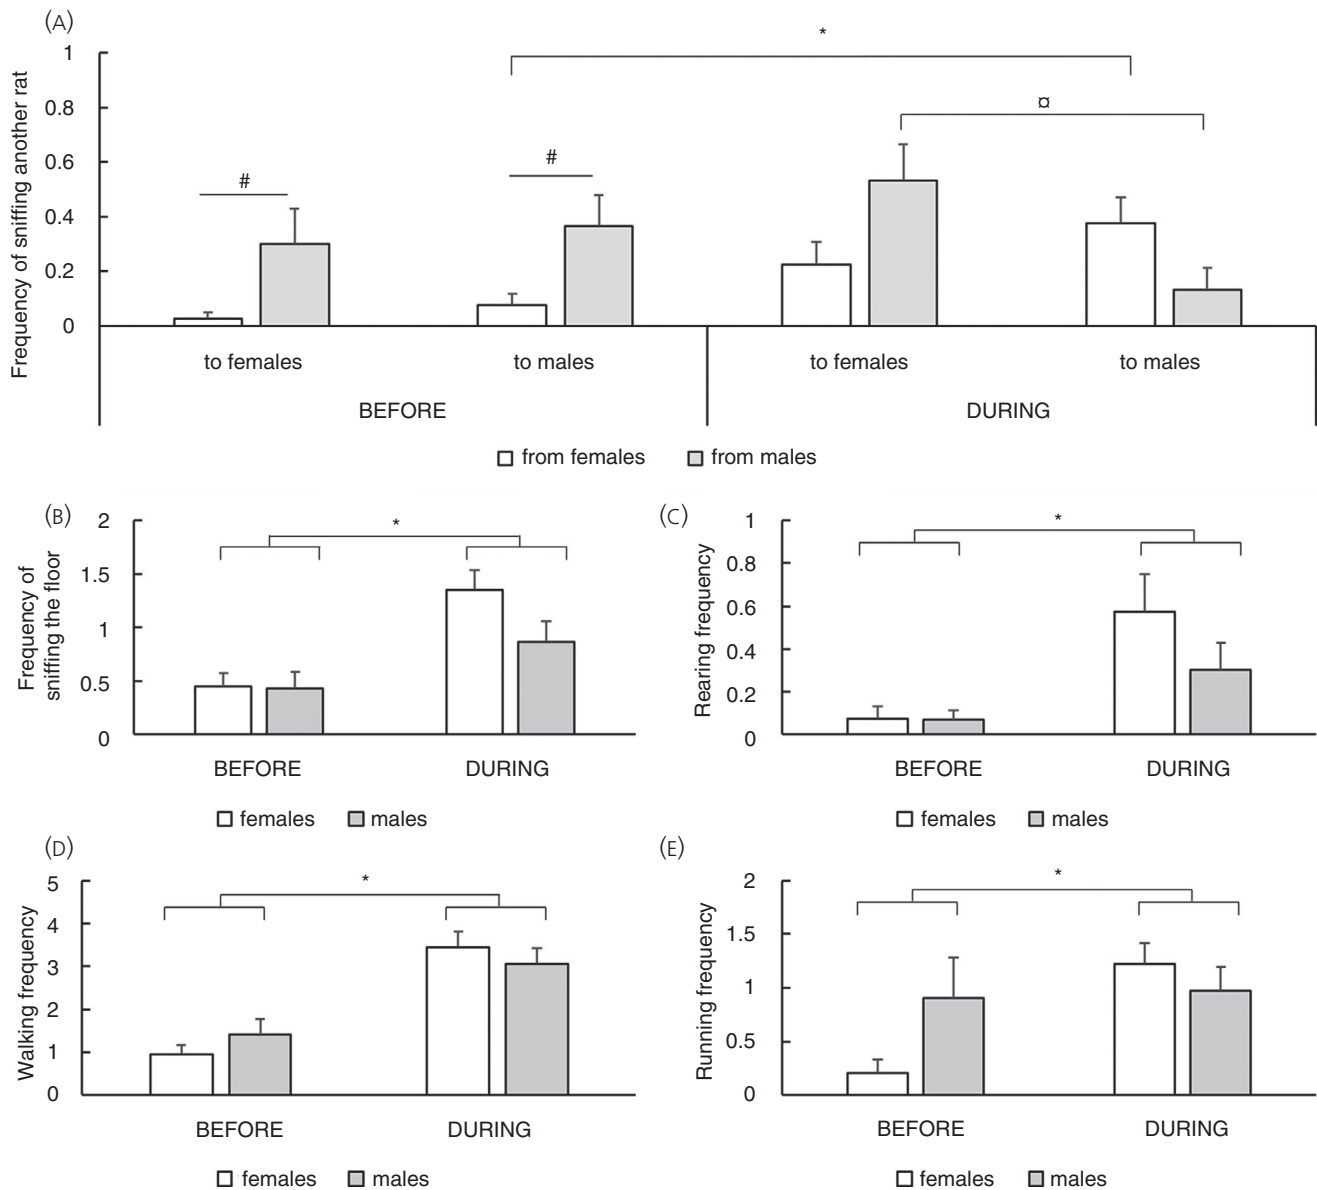 (A)
Frequency of sniffing another rat
1
0.8
0.6
0.4
0.2
0
*
¤
#
#
to females
to males
to females
to males
BEFORE
DURING
from females
from males
(B)
Frequency of
sniffing the floor
2
1.5
1
0.5
0
*
BEFORE
DURING
females
males
(C)
Rearing frequency
1
0.8
0.6
0.4
0.2
0
*
BEFORE
DURING
females
males
(D)
Walking frequency
5
4
3
2
1
0
*
BEFORE
DURING
females
males
(E)
Running frequency
2
1.5
1
0.5
0
*
BEFORE
DURING
females
males